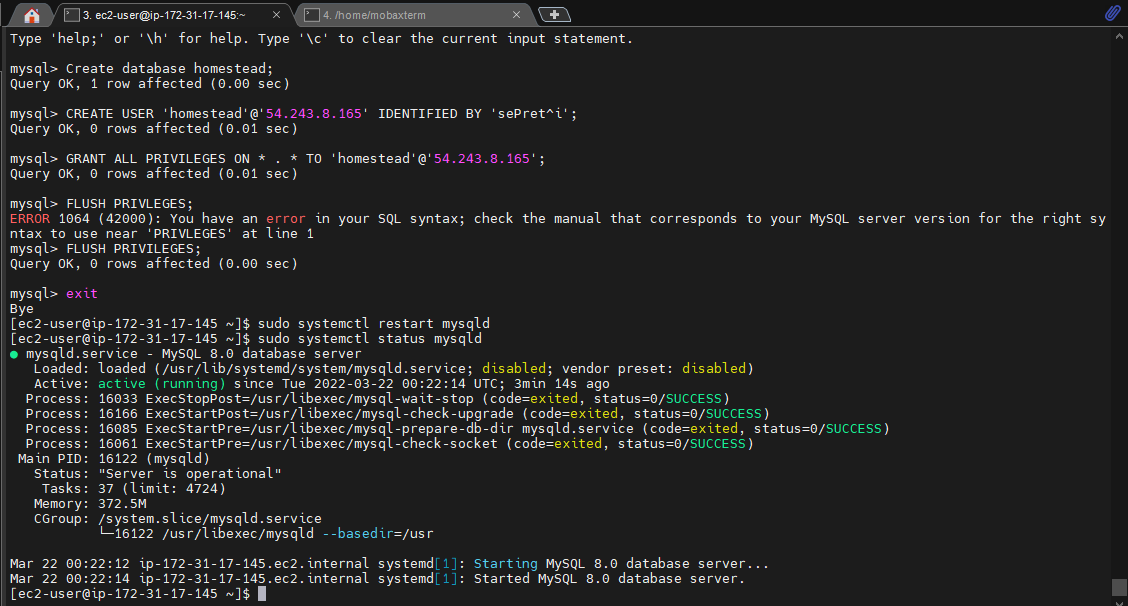 3. ec2-user@ip-172-31-17-145:~
4. /home/mobaxterm
Type 'help;' or '\h' for help. Type '\c' to clear the current input statement.
mysql> Create database homestead;
Query OK, 1 row affected (0.00 sec)
mysql> CREATE USER 'homestead'@'54.243.8.165' IDENTIFIED BY 'sePret^i';
Query OK, 0 rows affected (0.01 sec)
mysql> GRANT ALL PRIVILEGES ON * . * TO 'homestead'@'54.243.8.165';
Query OK, 0 rows affected (0.01 sec)
mysql> FLUSH PRIVLEGES;
ERROR 1064 (42000): You have an error in your SQL syntax; check the manual that corresponds to your MySQL server version for the right sy
ntax to use near 'PRIVLEGES' at line 1
mysql> FLUSH PRIVILEGES;
Query OK, 0 rows affected (0.00 sec)
mysql> exit
Bye
[ec2-user@ip-172-31-17-145 ~]$ sudo systemctl restart mysqld
[ec2-user@ip-172-31-17-145 ~]$ sudo systemctl status mysqld
● mysqld.service - MySQL 8.0 database server
Loaded: loaded (/usr/lib/systemd/system/mysqld.service; disabled; vendor preset: disabled)
Active: active (running) since Tue 2022-03-22 00:22:14 UTC; 3min 14s ago
Process: 16033 ExecStopPost=/usr/libexec/mysql-wait-stop (code=exited, status=0/SUCCESS)
Process: 16166 ExecStartPost=/usr/libexec/mysql-check-upgrade (code=exited, status=0/SUCCESS)
Process: 16085 ExecStartPre=/usr/libexec/mysql-prepare-db-dir mysqld.service (code=exited, status=0/SUCCESS)
Process: 16061 ExecStartPre=/usr/libexec/mysql-check-socket (code=exited, status=0/SUCCESS)
Main PID: 16122 (mysqld)
Status: "Server is operational"
Tasks: 37 (limit: 4724)
Memory: 372.5M
CGroup: /system.slice/mysqld.service
└─16122 /usr/libexec/mysqld --basedir=/usr
Mar 22 00:22:12 ip-172-31-17-145.ec2.internal systemd[1]: Starting MySQL 8.0 database server...
Mar 22 00:22:14 ip-172-31-17-145.ec2.internal systemd[1]: Started MySQL 8.0 database server.
[ec2-user@ip-172-31-17-145 ~]$